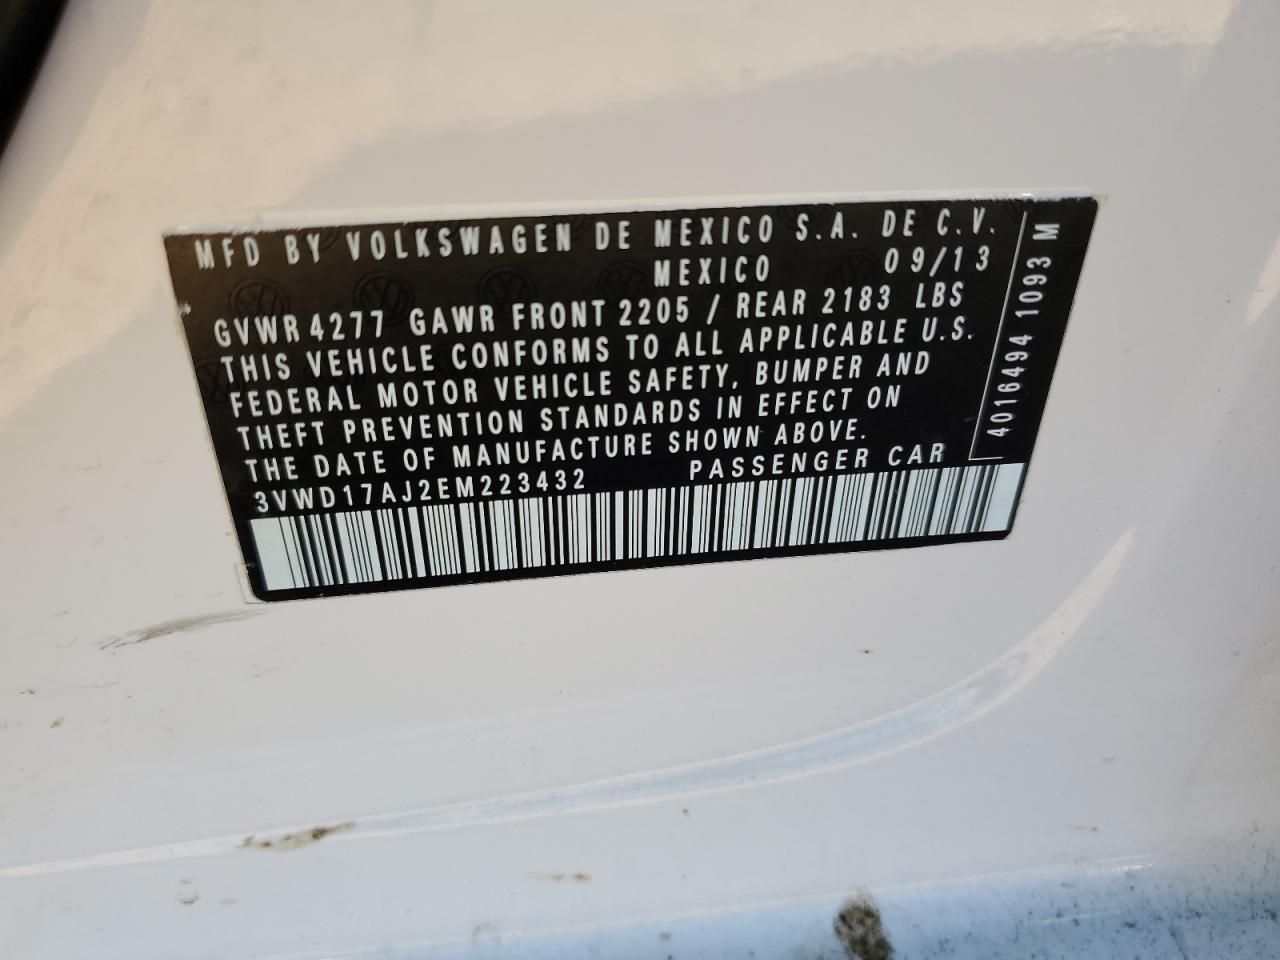 MFD BY VOLKSWAGEN DE MEXICO S.A. DE C.V.
MEXICO 09/13
GVWR 4277 GAWR FRONT 2205 / REAR 2183 LBS
THIS VEHICLE CONFORMS TO ALL APPLICABLE U.S.
FEDERAL MOTOR VEHICLE SAFETY, BUMPER AND
THEFT PREVENTION STANDARDS IN EFFECT ON
THE DATE OF MANUFACTURE SHOWN ABOVE.
3VWD17AJ2EM223432 PASSENGER CAR
4016494 1093 M